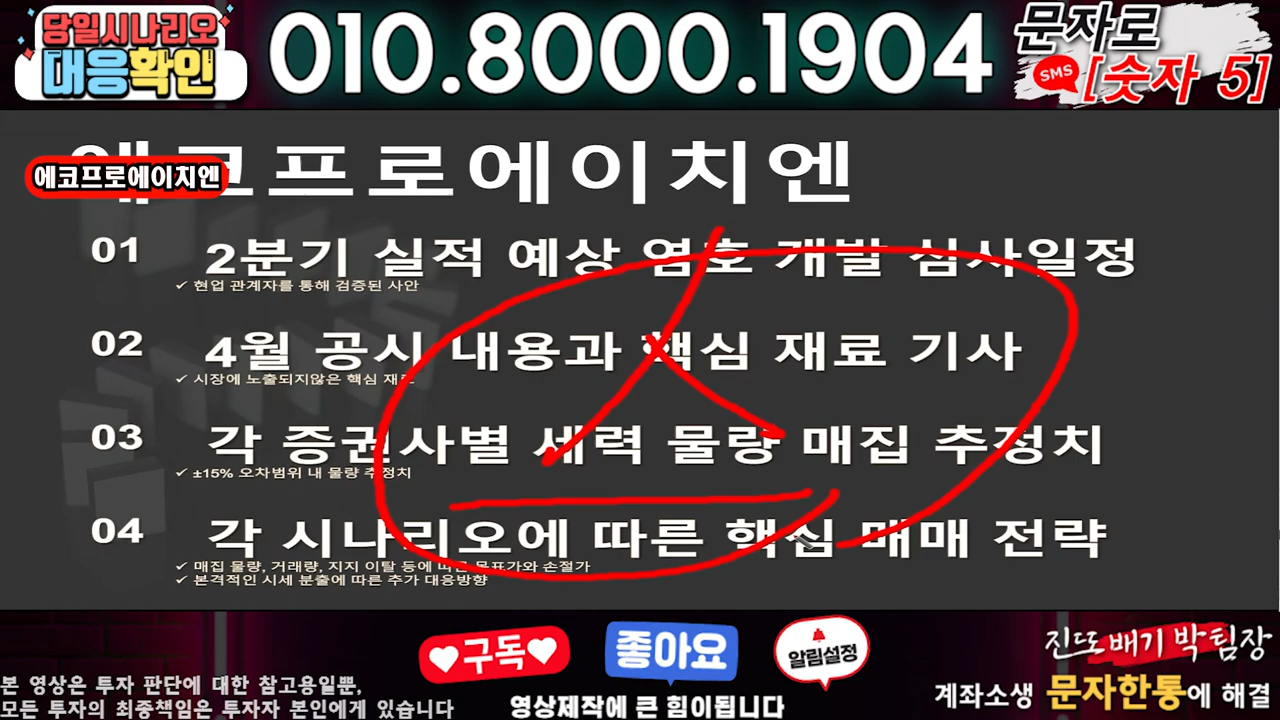 당일시나리오
대응확인
010.8000.1904
문자로
SMS [숫자 5]
에코프로에이치엔
에코프로에이치엔
01 2분기 실적 예상 염호 개발 심사일정
✓ 현업 관계자를 통해 검증된 사안
02 4월 공시 내용과 핵심 재료 기사
✓ 시장에 노출되지않은 핵심 재료
03 각 증권사별 세력 물량 매집 추정치
✓ ±15% 오차범위 내 물량 추정치
04 각 시나리오에 따른 핵심 매매 전략
✓ 매집 물량, 거래량, 지지 이탈 등에 따른 목표가와 손절가
✓ 본격적인 시세 분출에 따른 추가 대응방향
구독
좋아요
알림설정
영상제작에 큰 힘이됩니다
본 영상은 투자 판단에 대한 참고용일뿐,
모든 투자의 최종책임은 투자자 본인에게 있습니다
진또배기 박팀장
계좌소생 문자한통에 해결